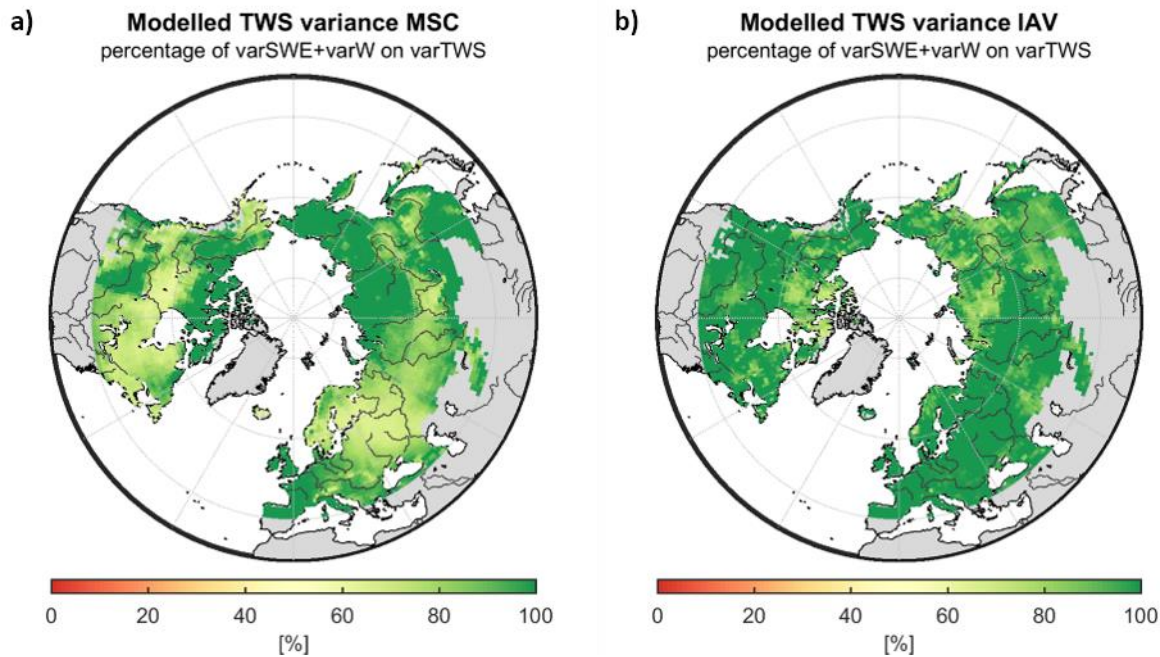 a)
Modelled TWS variance MSC
percentage of varSWE+varW on varTWS
0 20 40 60 80 100
[%]
b)
Modelled TWS variance IAV
percentage of varSWE+varW on varTWS
0 20 40 60 80 100
[%]